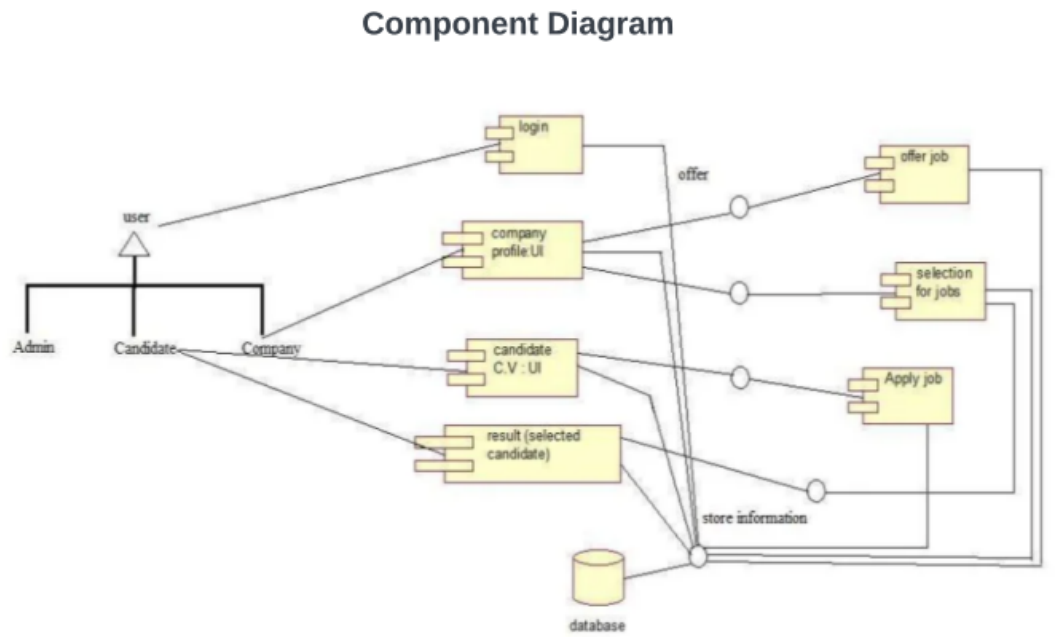 Component Diagram
login
offer job
offer
user
company
profile:UI
selection
for jobs
Admin
Candidate
Company
candidate
C.V : UI
Apply job
result (selected
candidate)
store information
database